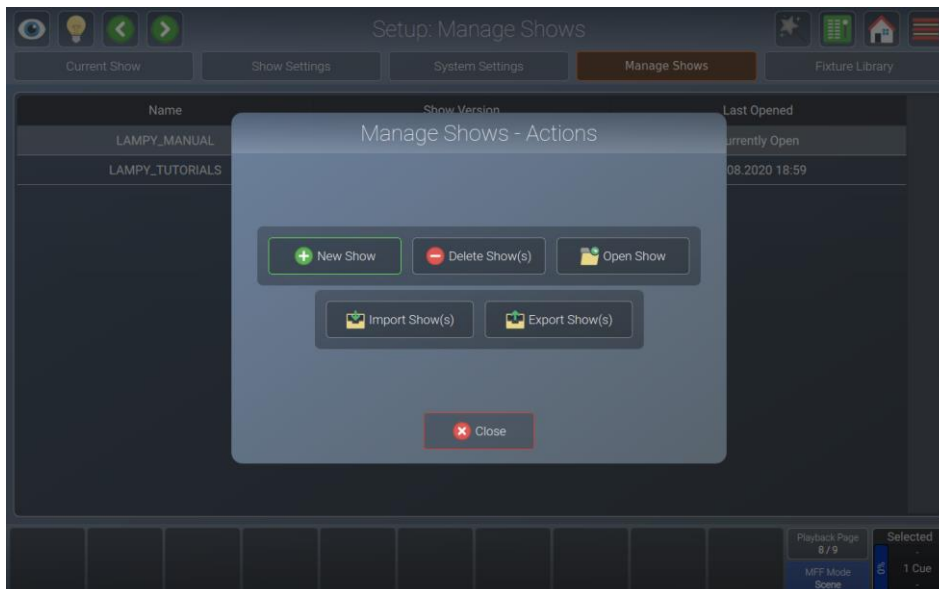 Setup: Manage Shows
Current Show
Show Settings
System Settings
Manage Shows
Fixture Library
Name
Show Version
Last Opened
LAMPY_MANUAL
urrently Open
LAMPY_TUTORIALS
08.2020 18:59
Manage Shows - Actions
New Show
Delete Show(s)
Open Show
Import Show(s)
Export Show(s)
Close
Playback Page
8 / 9
MFF Mode
Scene
Selected
-
0%
1 Cue
-